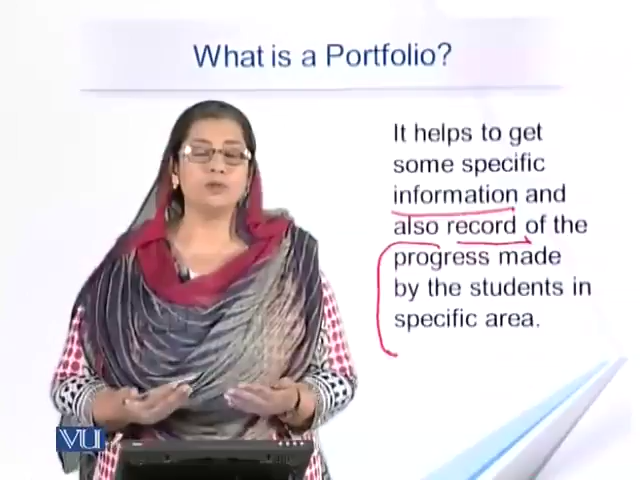 What is a Portfolio?
It helps to get
some specific
information and
also record of the
progress made
by the students in
specific area.
VU